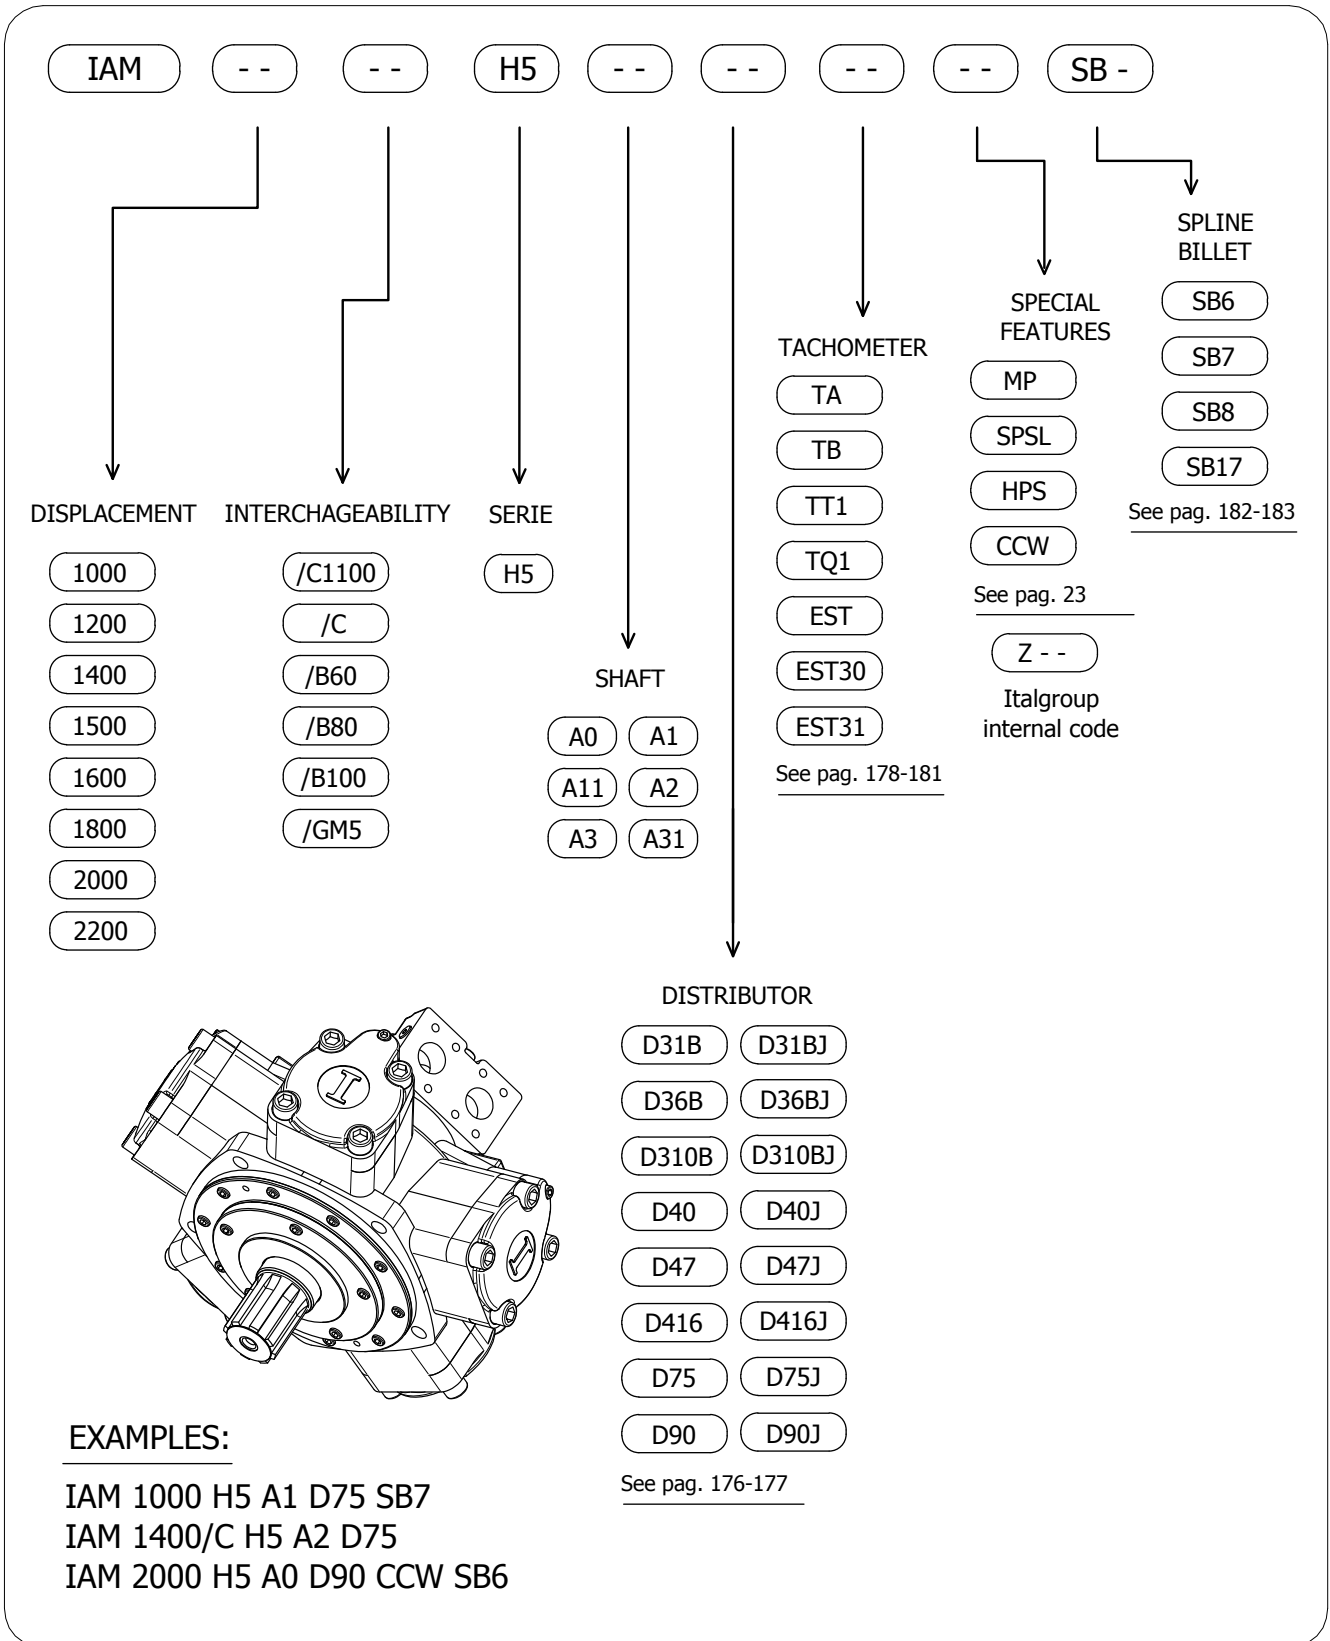 IAM - - - - H5 - - - - - - - - SB -
DISPLACEMENT
1000
1200
1400
1500
1600
1800
2000
2200
INTERCHAGEABILITY
/C1100
/C
/B60
/B80
/B100
/GM5
SERIE
H5
SHAFT
A0 A1
A11 A2
A3 A31
DISTRIBUTOR
D31B D31BJ
D36B D36BJ
D310B D310BJ
D40 D40J
D47 D47J
D416 D416J
D75 D75J
D90 D90J
See pag. 176-177
TACHOMETER
TA
TB
TT1
TQ1
EST
EST30
EST31
See pag. 178-181
SPECIAL
FEATURES
MP
SPSL
HPS
CCW
See pag. 23
Z - -
Italgroup
internal code
SPLINE
BILLET
SB6
SB7
SB8
SB17
See pag. 182-183
I
I
EXAMPLES:
IAM 1000 H5 A1 D75 SB7
IAM 1400/C H5 A2 D75
IAM 2000 H5 A0 D90 CCW SB6